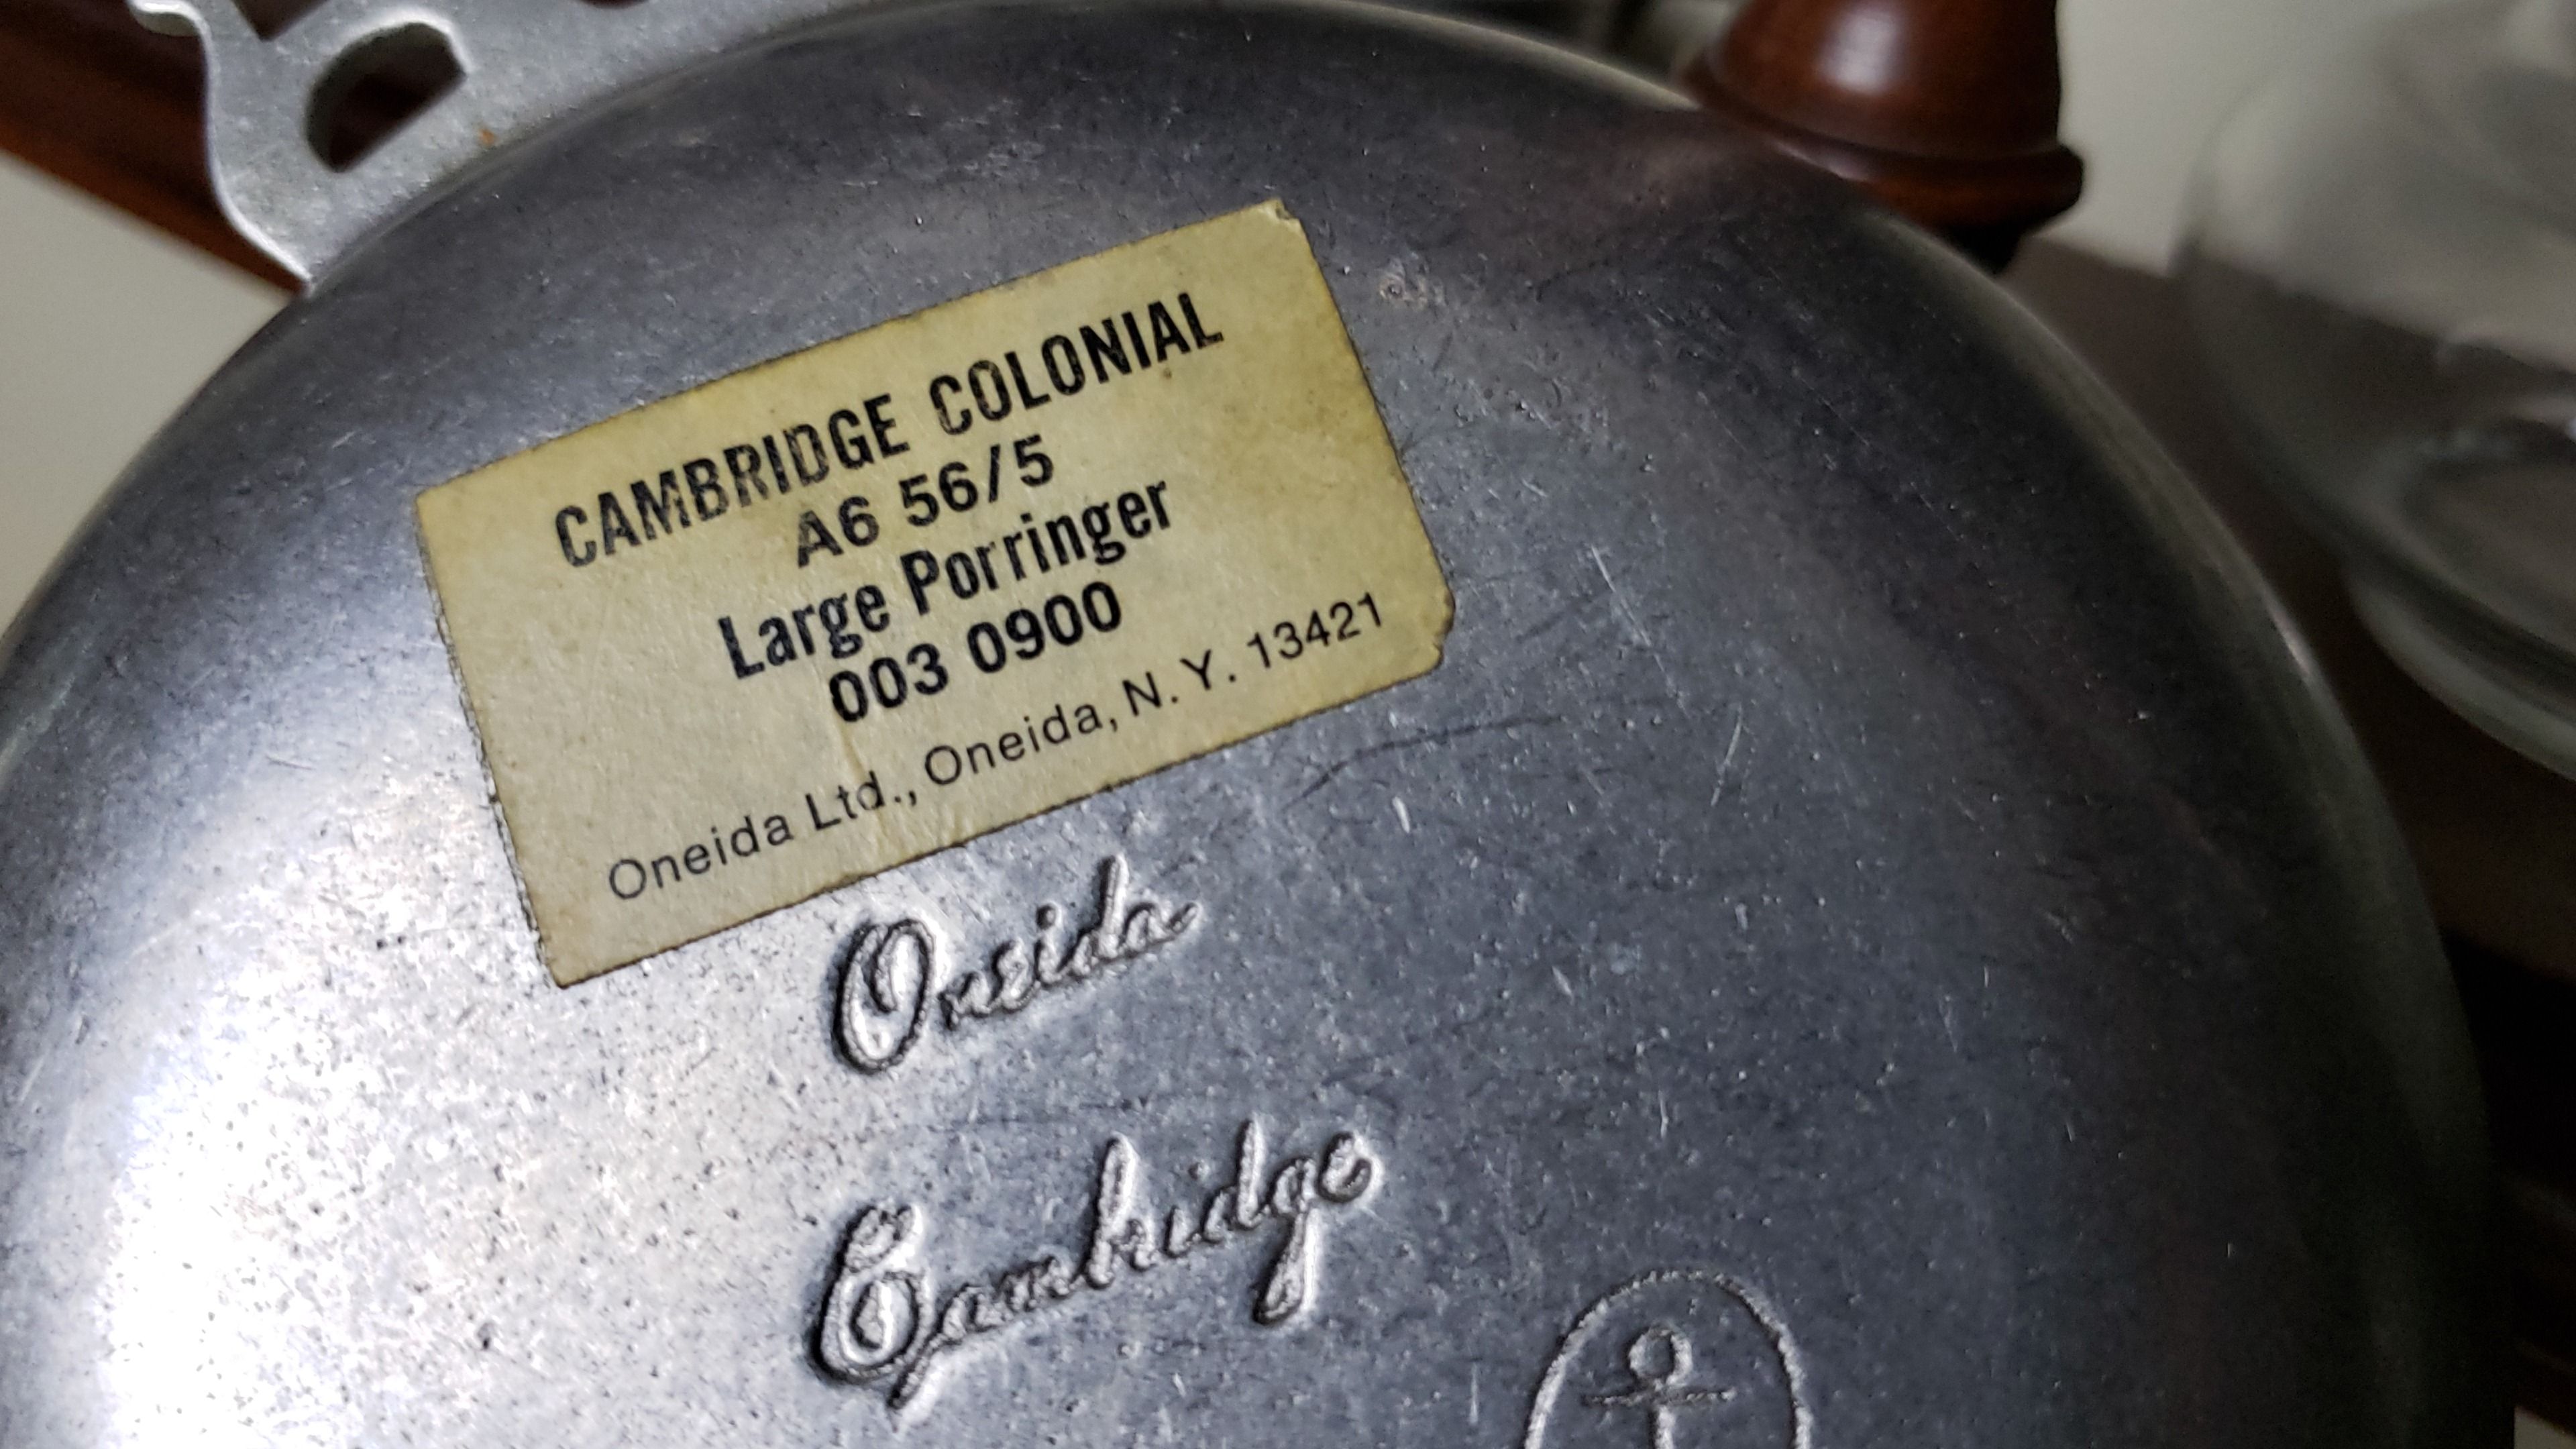 CAMBRIDGE COLONIAL
A6 56/5
Large Porringer
003 0900
Oneida Ltd., Oneida, N. Y. 13421
Oneida
Cambridge